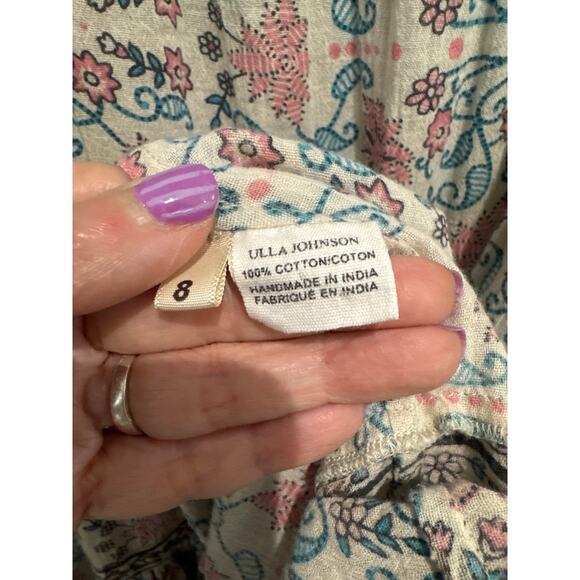 8
ULLA JOHNSON
100% COTTON:COTON
HANDMADE IN INDIA
FABRIQUÉ EN INDIA